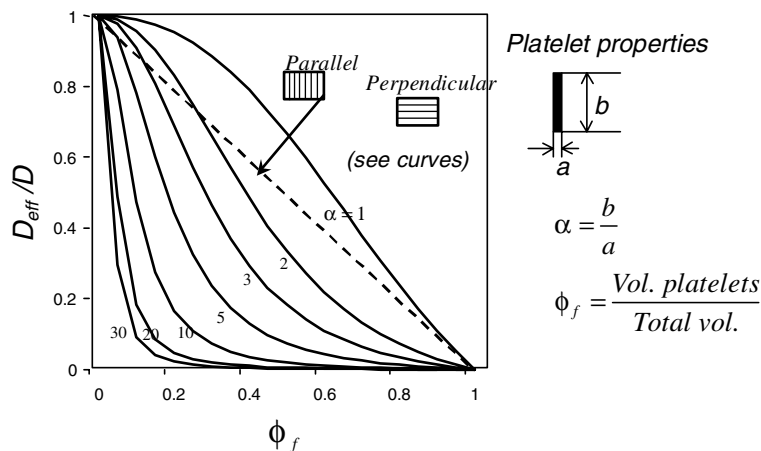 1
0.8
0.6
0.4
0.2
0
D_eff /D
0
0.2
0.4
0.6
0.8
1
ϕ_f
Parallel
Perpendicular
(see curves)
α = 1
2
3
5
10
20
30
Platelet properties
b
a
α = b/a
ϕ_f = Vol. platelets / Total vol.